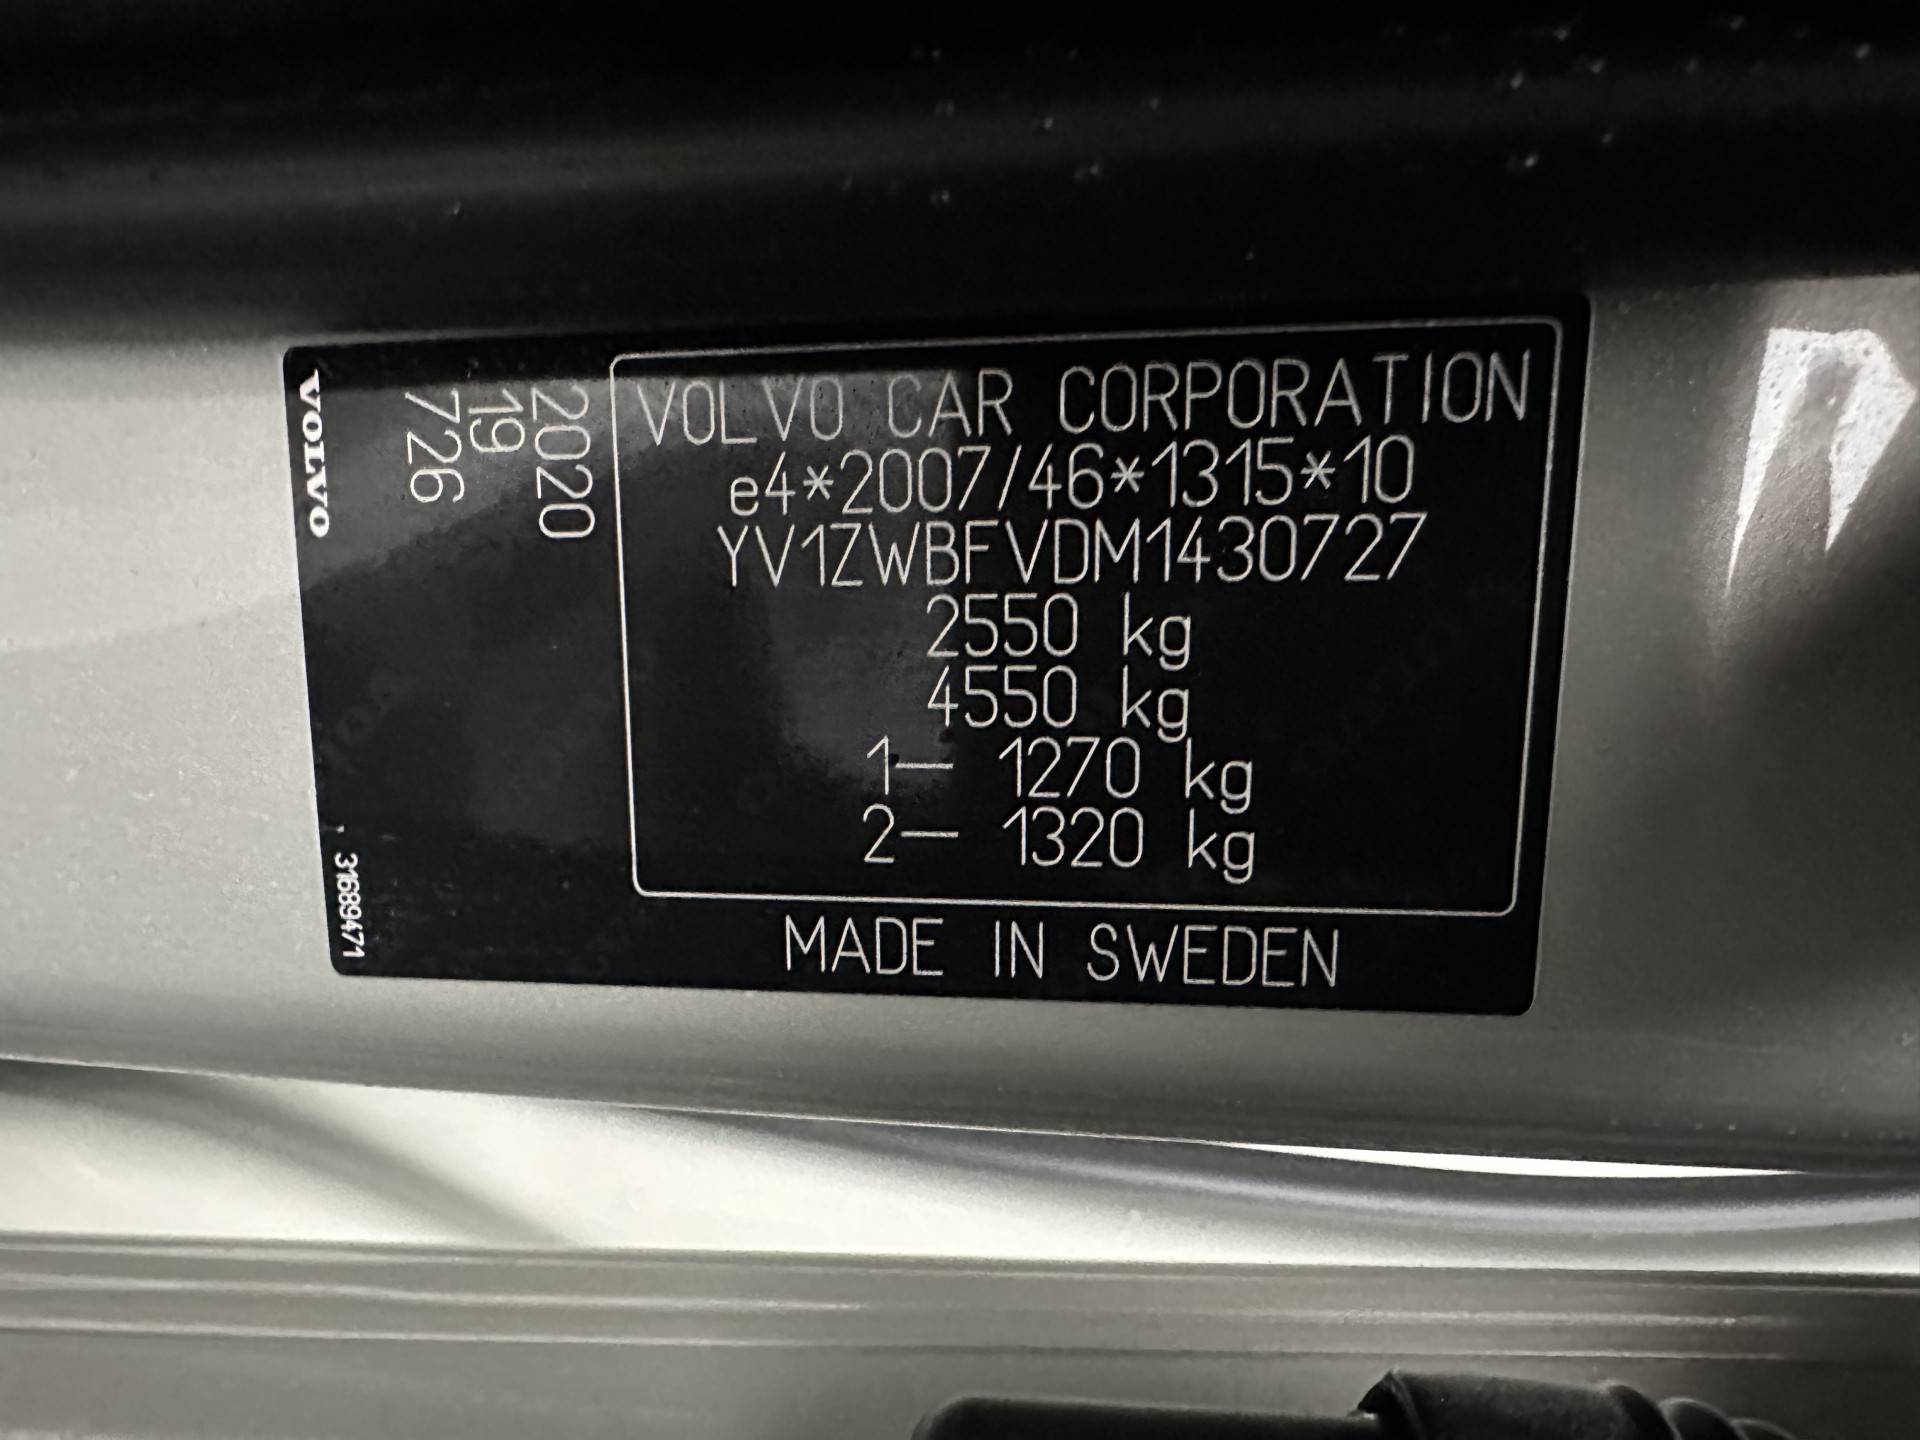 VOLVO
2020
19
726
31689471
VOLVO CAR CORPORATION
e4*2007/46*1315*10
YV1ZWBFVDM1430727
2550 kg
4550 kg
1— 1270 kg
2— 1320 kg
MADE IN SWEDEN